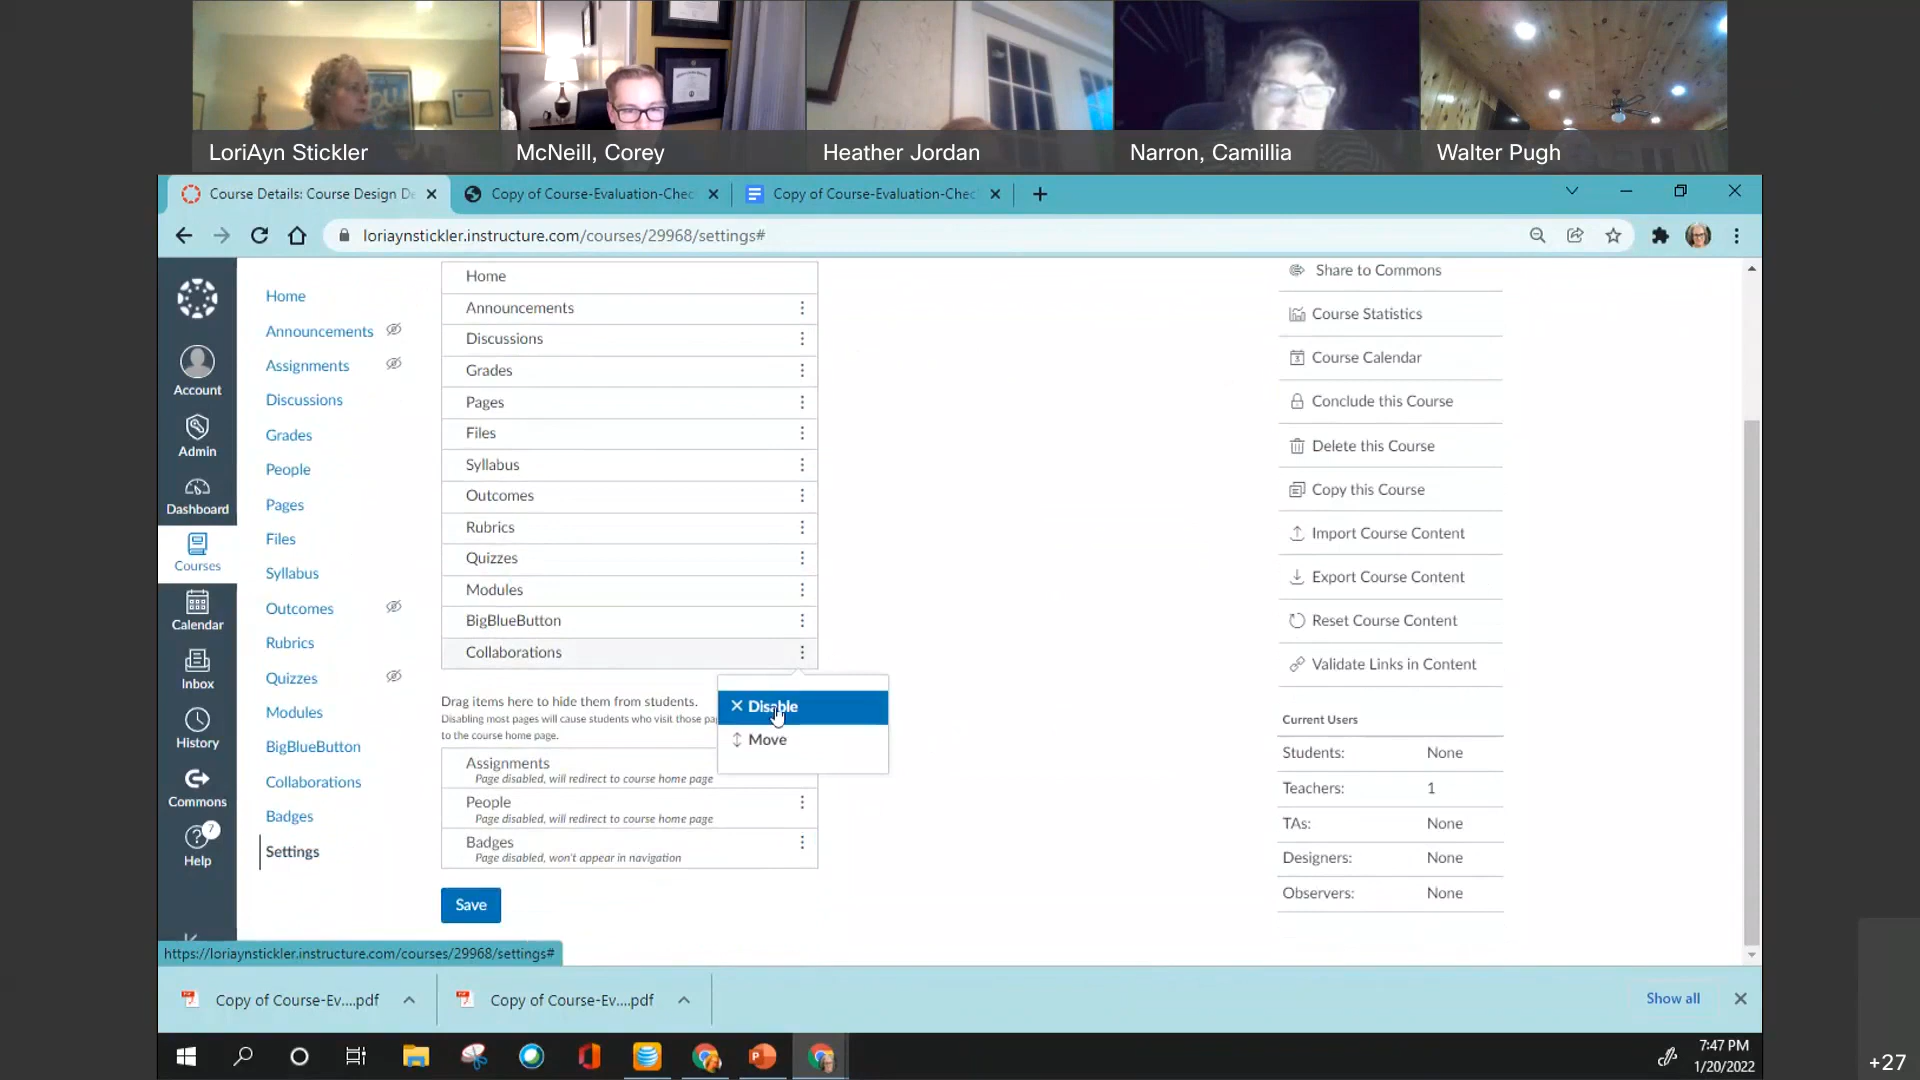 LoriAyn Stickler
McNeill, Corey
Heather Jordan
Narron, Camillia
Walter Pugh
Course Details: Course Design De
Copy of Course-Evaluation-Chec
Copy of Course-Evaluation-Chec
loriaynstickler.instructure.com/courses/29968/settings#
Account
Admin
Dashboard
Courses
Calendar
Inbox
History
Commons
7
Help
Home
Announcements
Assignments
Discussions
Grades
People
Pages
Files
Syllabus
Outcomes
Rubrics
Quizzes
Modules
BigBlueButton
Collaborations
Badges
Settings
Home
Announcements
Discussions
Grades
Pages
Files
Syllabus
Outcomes
Rubrics
Quizzes
Modules
BigBlueButton
Collaborations
Disable
Move
Drag items here to hide them from students.
Disabling most pages will cause students who visit those pa
to the course home page.
Assignments
Page disabled, will redirect to course home page
People
Page disabled, will redirect to course home page
Badges
Page disabled, won't appear in navigation
Save
Share to Commons
Course Statistics
Course Calendar
Conclude this Course
Delete this Course
Copy this Course
Import Course Content
Export Course Content
Reset Course Content
Validate Links in Content
Current Users
Students: None
Teachers: 1
TAs: None
Designers: None
Observers: None
https://loriaynstickler.instructure.com/courses/29968/settings#
Copy of Course-Ev....pdf
Copy of Course-Ev....pdf
Show all
7:47 PM
1/20/2022
+27